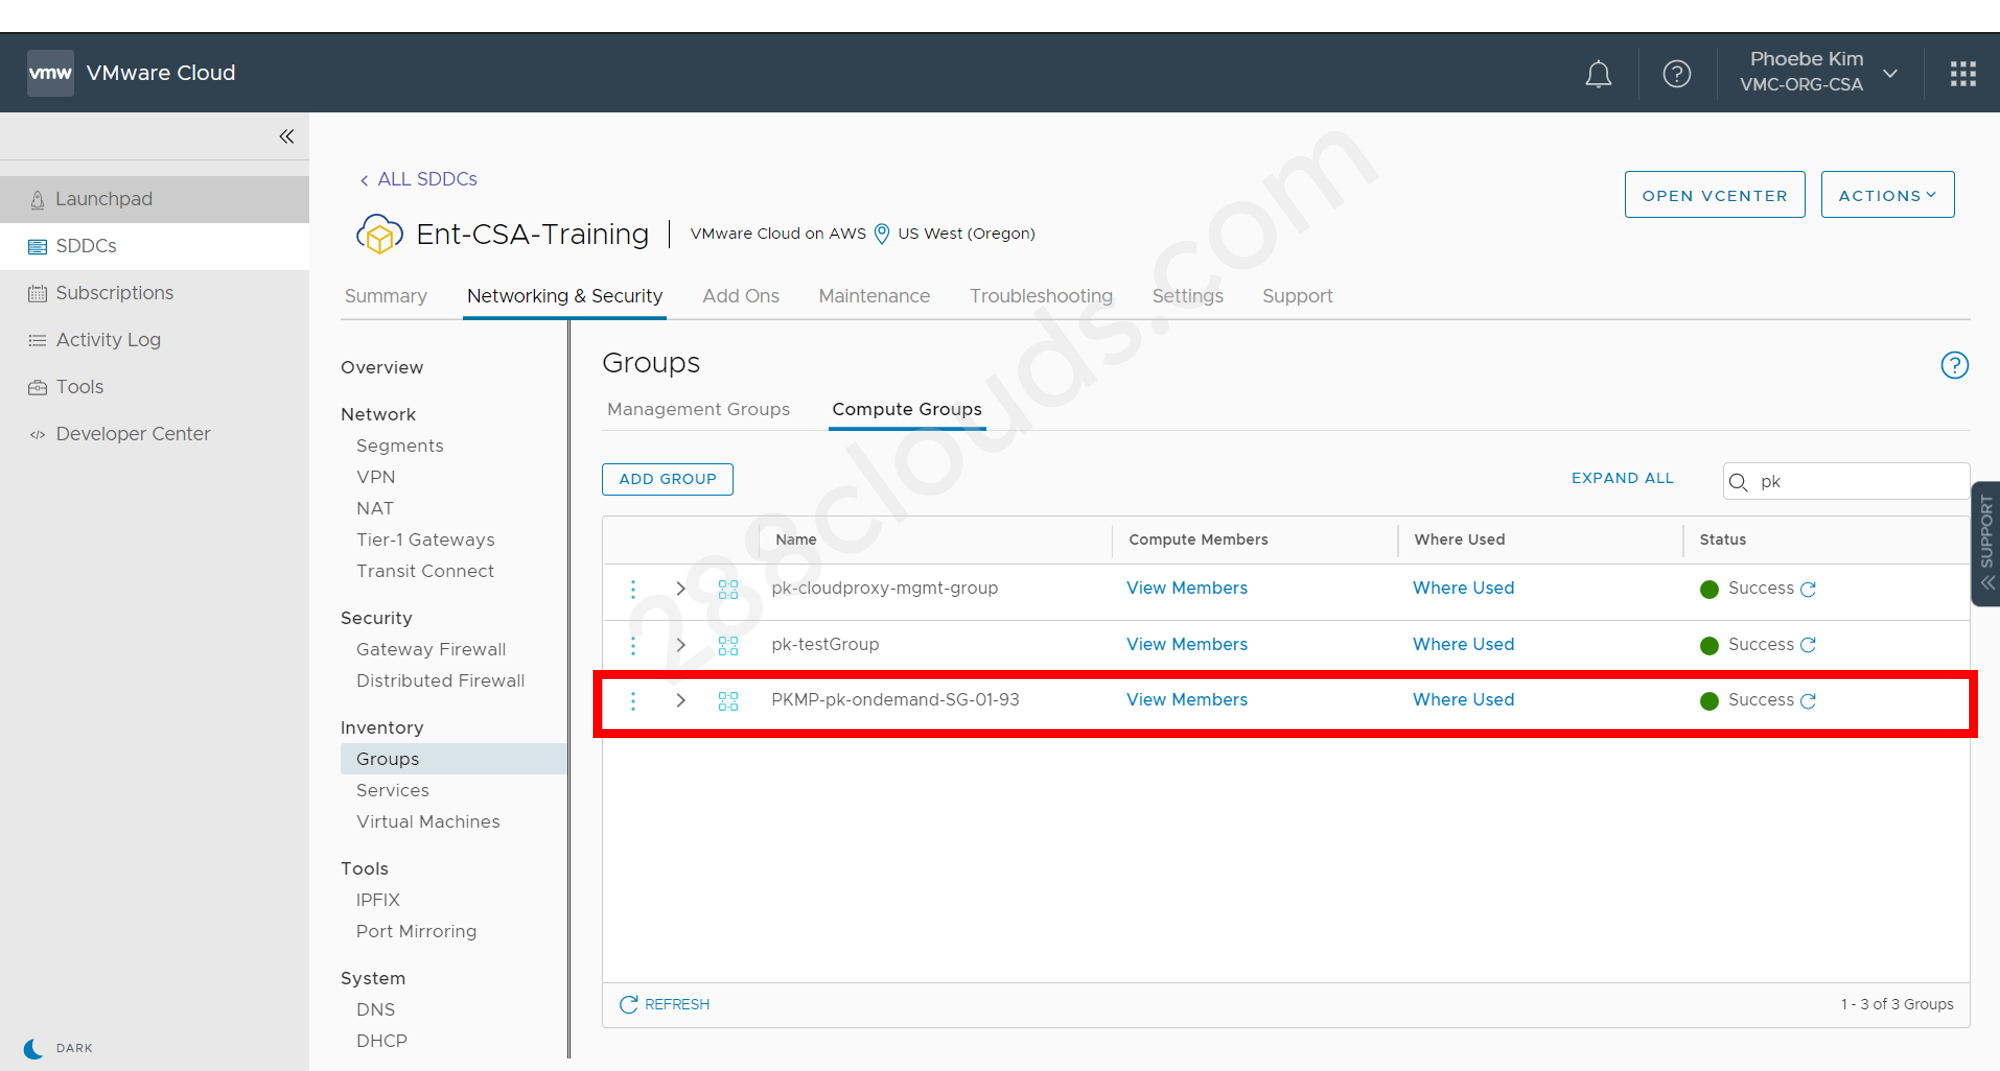 vmw VMware Cloud
Phoebe Kim
VMC-ORG-CSA
Launchpad
SDDCs
Subscriptions
Activity Log
Tools
Developer Center
DARK
ALL SDDCs
Ent-CSA-Training
VMware Cloud on AWS US West (Oregon)
OPEN VCENTER
ACTIONS
Summary Networking & Security Add Ons Maintenance Troubleshooting Settings Support
Overview
Network
Segments
VPN
NAT
Tier-1 Gateways
Transit Connect
Security
Gateway Firewall
Distributed Firewall
Inventory
Groups
Services
Virtual Machines
Tools
IPFIX
Port Mirroring
System
DNS
DHCP
Groups
Management Groups Compute Groups
ADD GROUP
EXPAND ALL
pk
Name Compute Members Where Used Status
pk-cloudproxy-mgmt-group View Members Where Used Success
pk-testGroup View Members Where Used Success
PKMP-pk-ondemand-SG-01-93 View Members Where Used Success
REFRESH
1 - 3 of 3 Groups
SUPPORT
288clouds.com